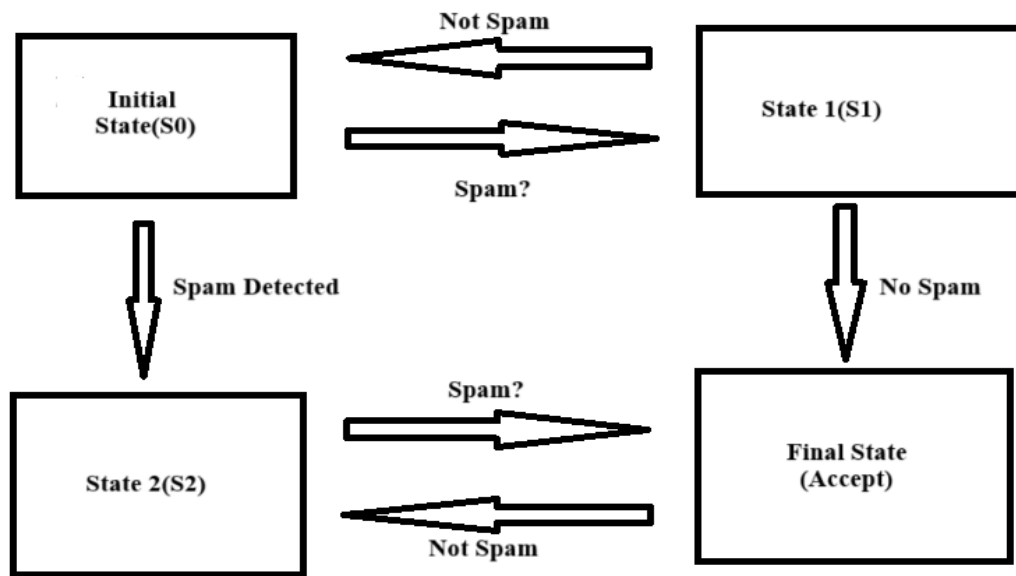 Not Spam
Initial
State(S0)
State 1(S1)
Spam?
Spam Detected
No Spam
Spam?
State 2(S2)
Final State
(Accept)
Not Spam